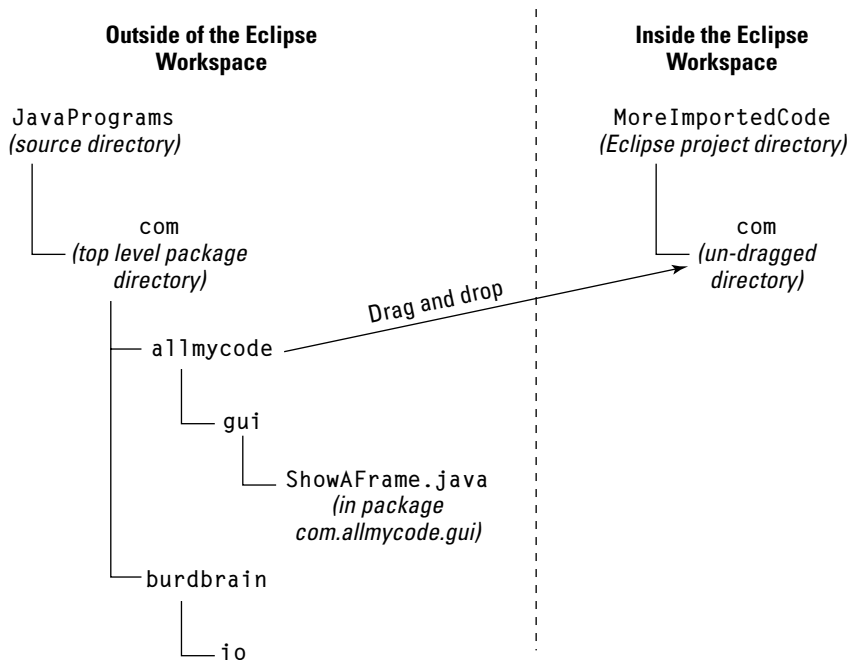 Outside of the Eclipse
Workspace
Inside the Eclipse
Workspace
JavaPrograms
(source directory)
MoreImportedCode
(Eclipse project directory)
com
(top level package
directory)
com
(un-dragged
directory)
Drag and drop
allmycode
gui
ShowAFrame.java
(in package
com.allmycode.gui)
burdbrain
io